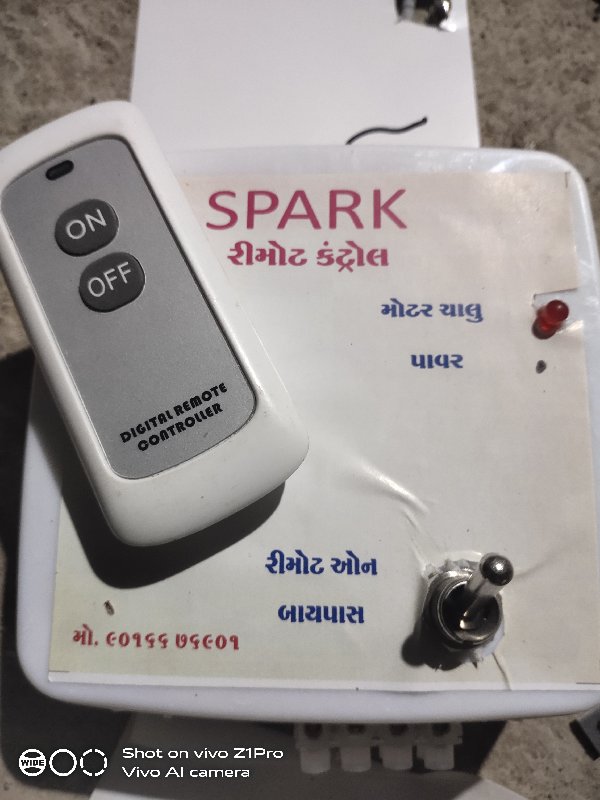 ON
OFF
DIGITAL REMOTE
CONTROLLER
SPARK
રીમોટ કંટ્રોલ
મોટર ચાલુ
પાવર
રીમોટ ઓન
બાયપાસ
મો. ૯૦૧૬૬ ૭૬૯૦૧
WIDE
Shot on vivo Z1Pro
Vivo AI camera